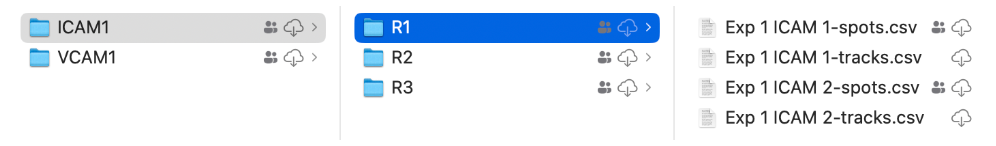 ICAM1
VCAM1
R1
R2
R3
Exp 1 ICAM 1-spots.csv
Exp 1 ICAM 1-tracks.csv
Exp 1 ICAM 2-spots.csv
Exp 1 ICAM 2-tracks.csv